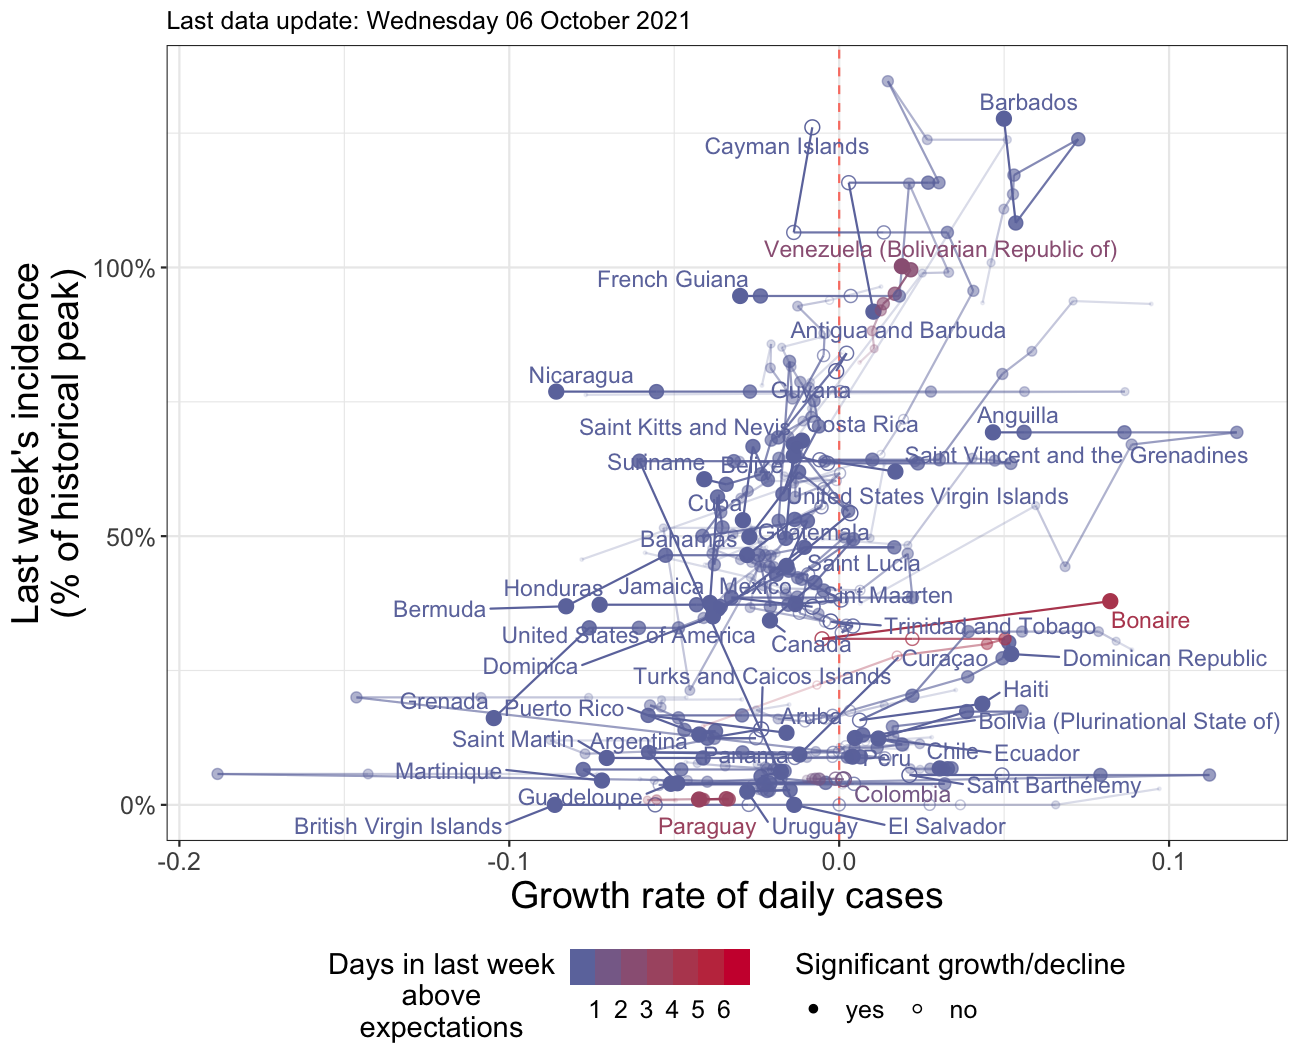 Last data update: Wednesday 06 October 2021
Barbados
Cayman Islands
Venezuela (Bolivarian Republic of)
French Guiana
Antigua and Barbuda
Nicaragua
Guyana
Anguilla
Saint Kitts and Nevis
Costa Rica
Suriname
Belize
Saint Vincent and the Grenadines
Cuba
United States Virgin Islands
Bahamas
Guatemala
Saint Lucia
Honduras
Jamaica
Mexico
Sint Maarten
Bermuda
Bonaire
United States of America
Trinidad and Tobago
Canada
Dominica
Curaçao
Dominican Republic
Turks and Caicos Islands
Haiti
Grenada
Puerto Rico
Aruba
Bolivia (Plurinational State of)
Saint Martin
Argentina
Panama
Peru
Chile
Ecuador
Martinique
Saint Barthélemy
Guadeloupe
Colombia
British Virgin Islands
Paraguay
Uruguay
El Salvador
100%
50%
0%
-0.2
-0.1
0.0
0.1
Last week's incidence
(% of historical peak)
Growth rate of daily cases
Days in last week
above
expectations
1 2 3 4 5 6
Significant growth/decline
yes
no